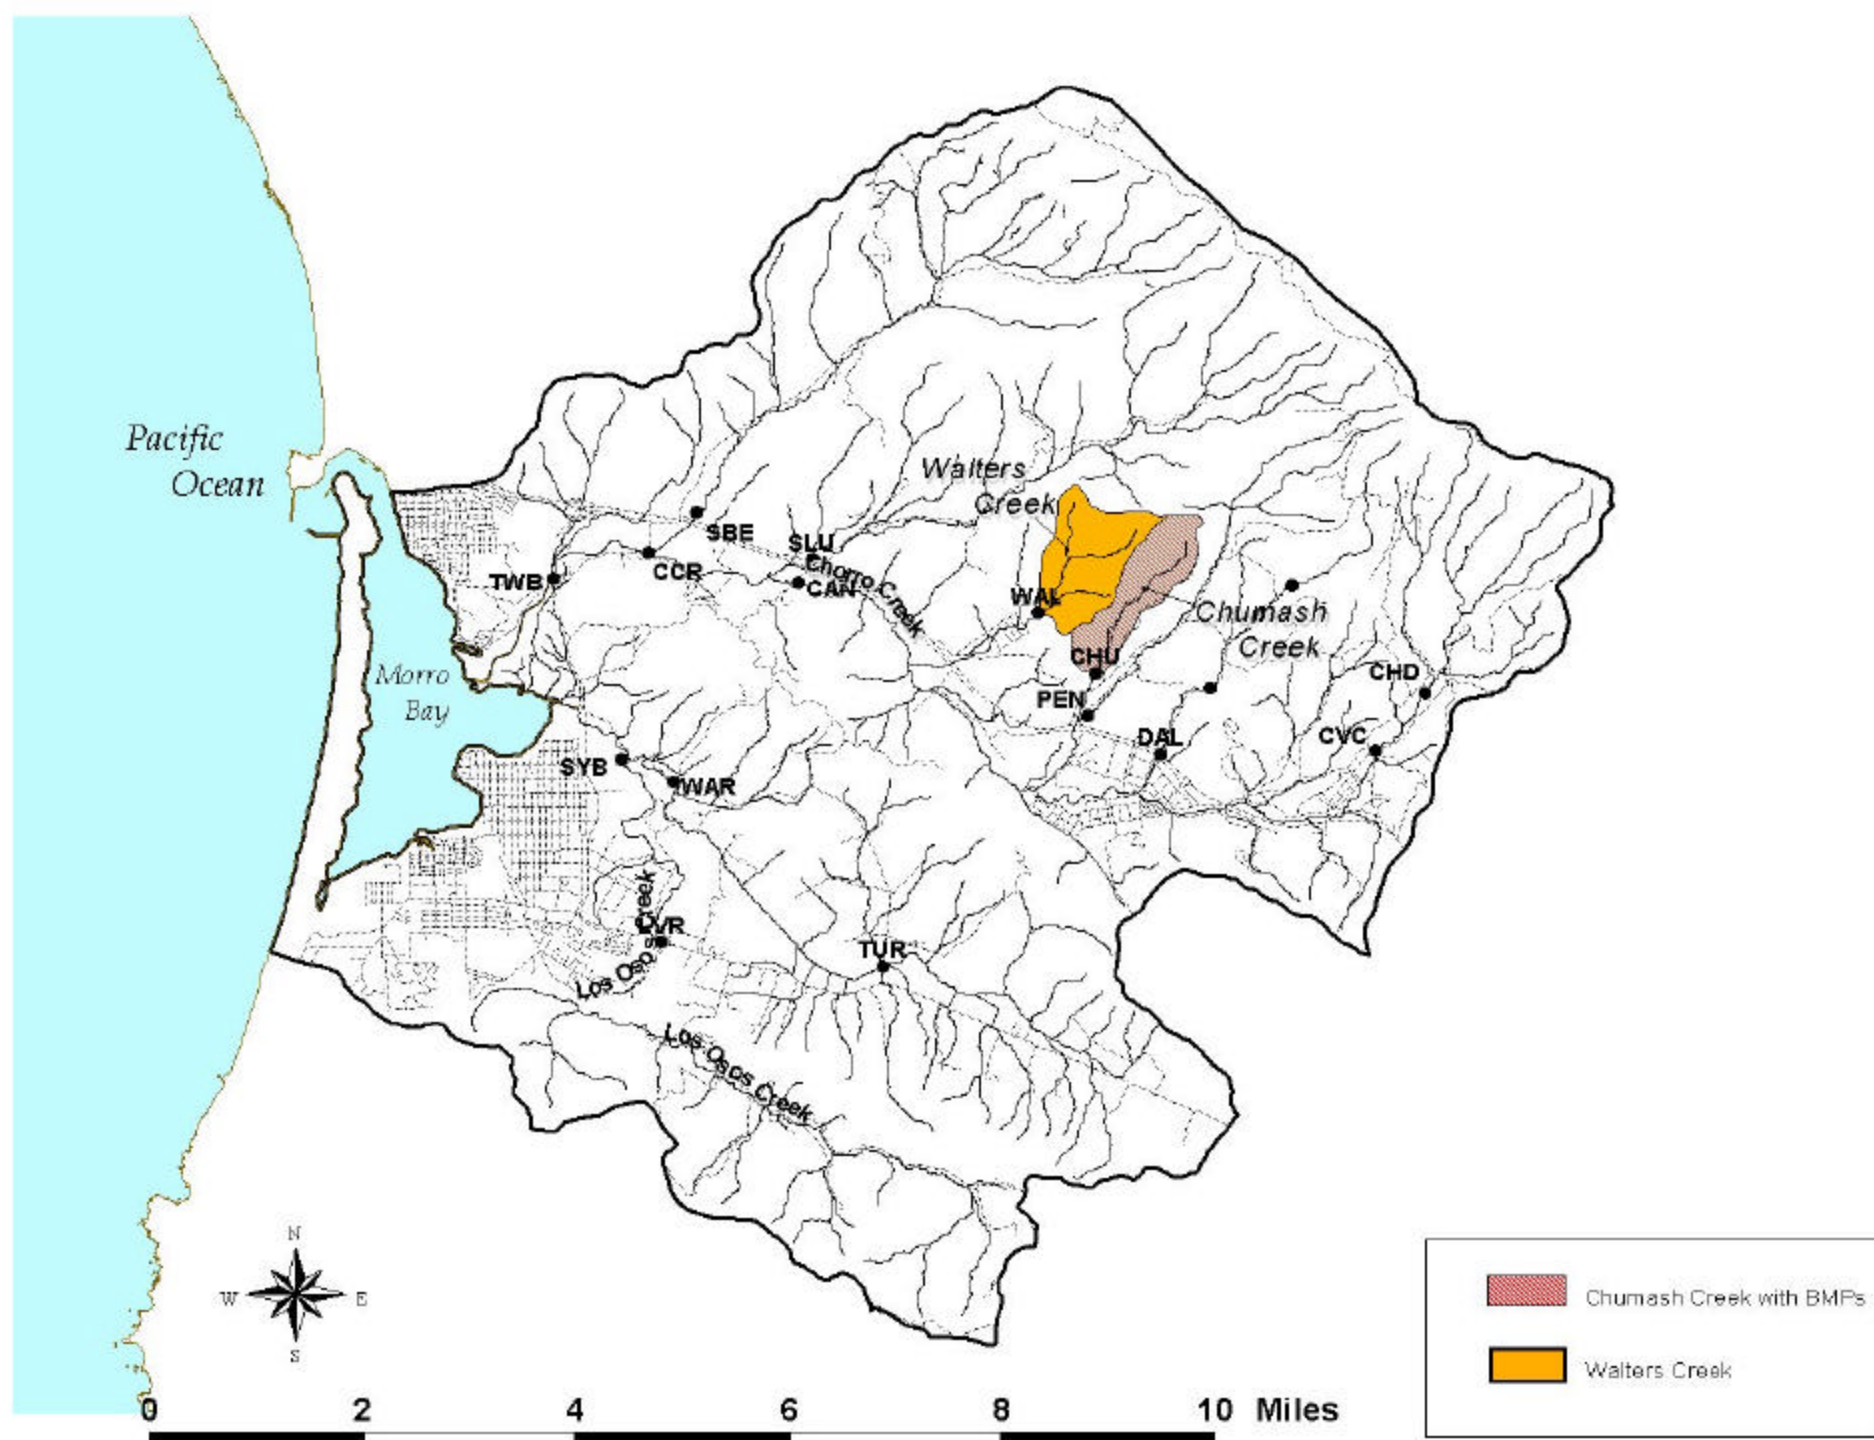 Pacific
Ocean
Walters
Creek
SBE
SLU
CCR
TWB
Chorro Creek
CAN
WAL
Chumash
Creek
CHU
CHD
Morro
Bay
PEN
DAL
CVC
SYB
WAR
LVR
TUR
Los Osos Creek
Los Osos Creek
N
W E
S
Chumash Creek with BMPs
Walters Creek
0 2 4 6 8 10 Miles